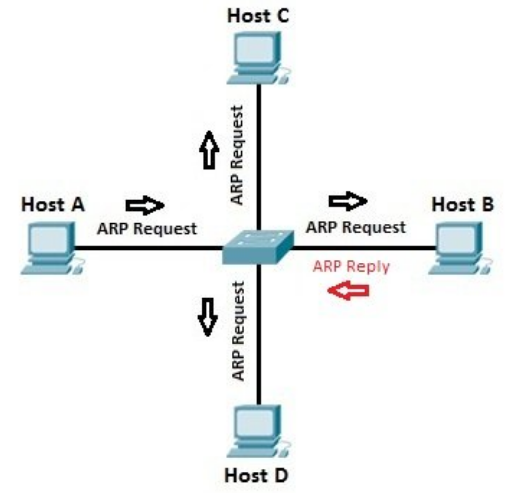 Host C
ARP Request
Host A
ARP Request
ARP Request
Host B
ARP Reply
ARP Request
Host D